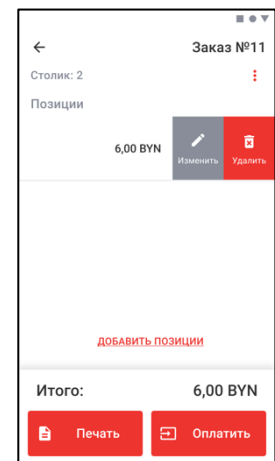 Заказ №11
Столик: 2
Позиции
6,00 BYN
Изменить
Удалить
ДОБАВИТЬ ПОЗИЦИИ
Итого: 6,00 BYN
Печать
Оплатить